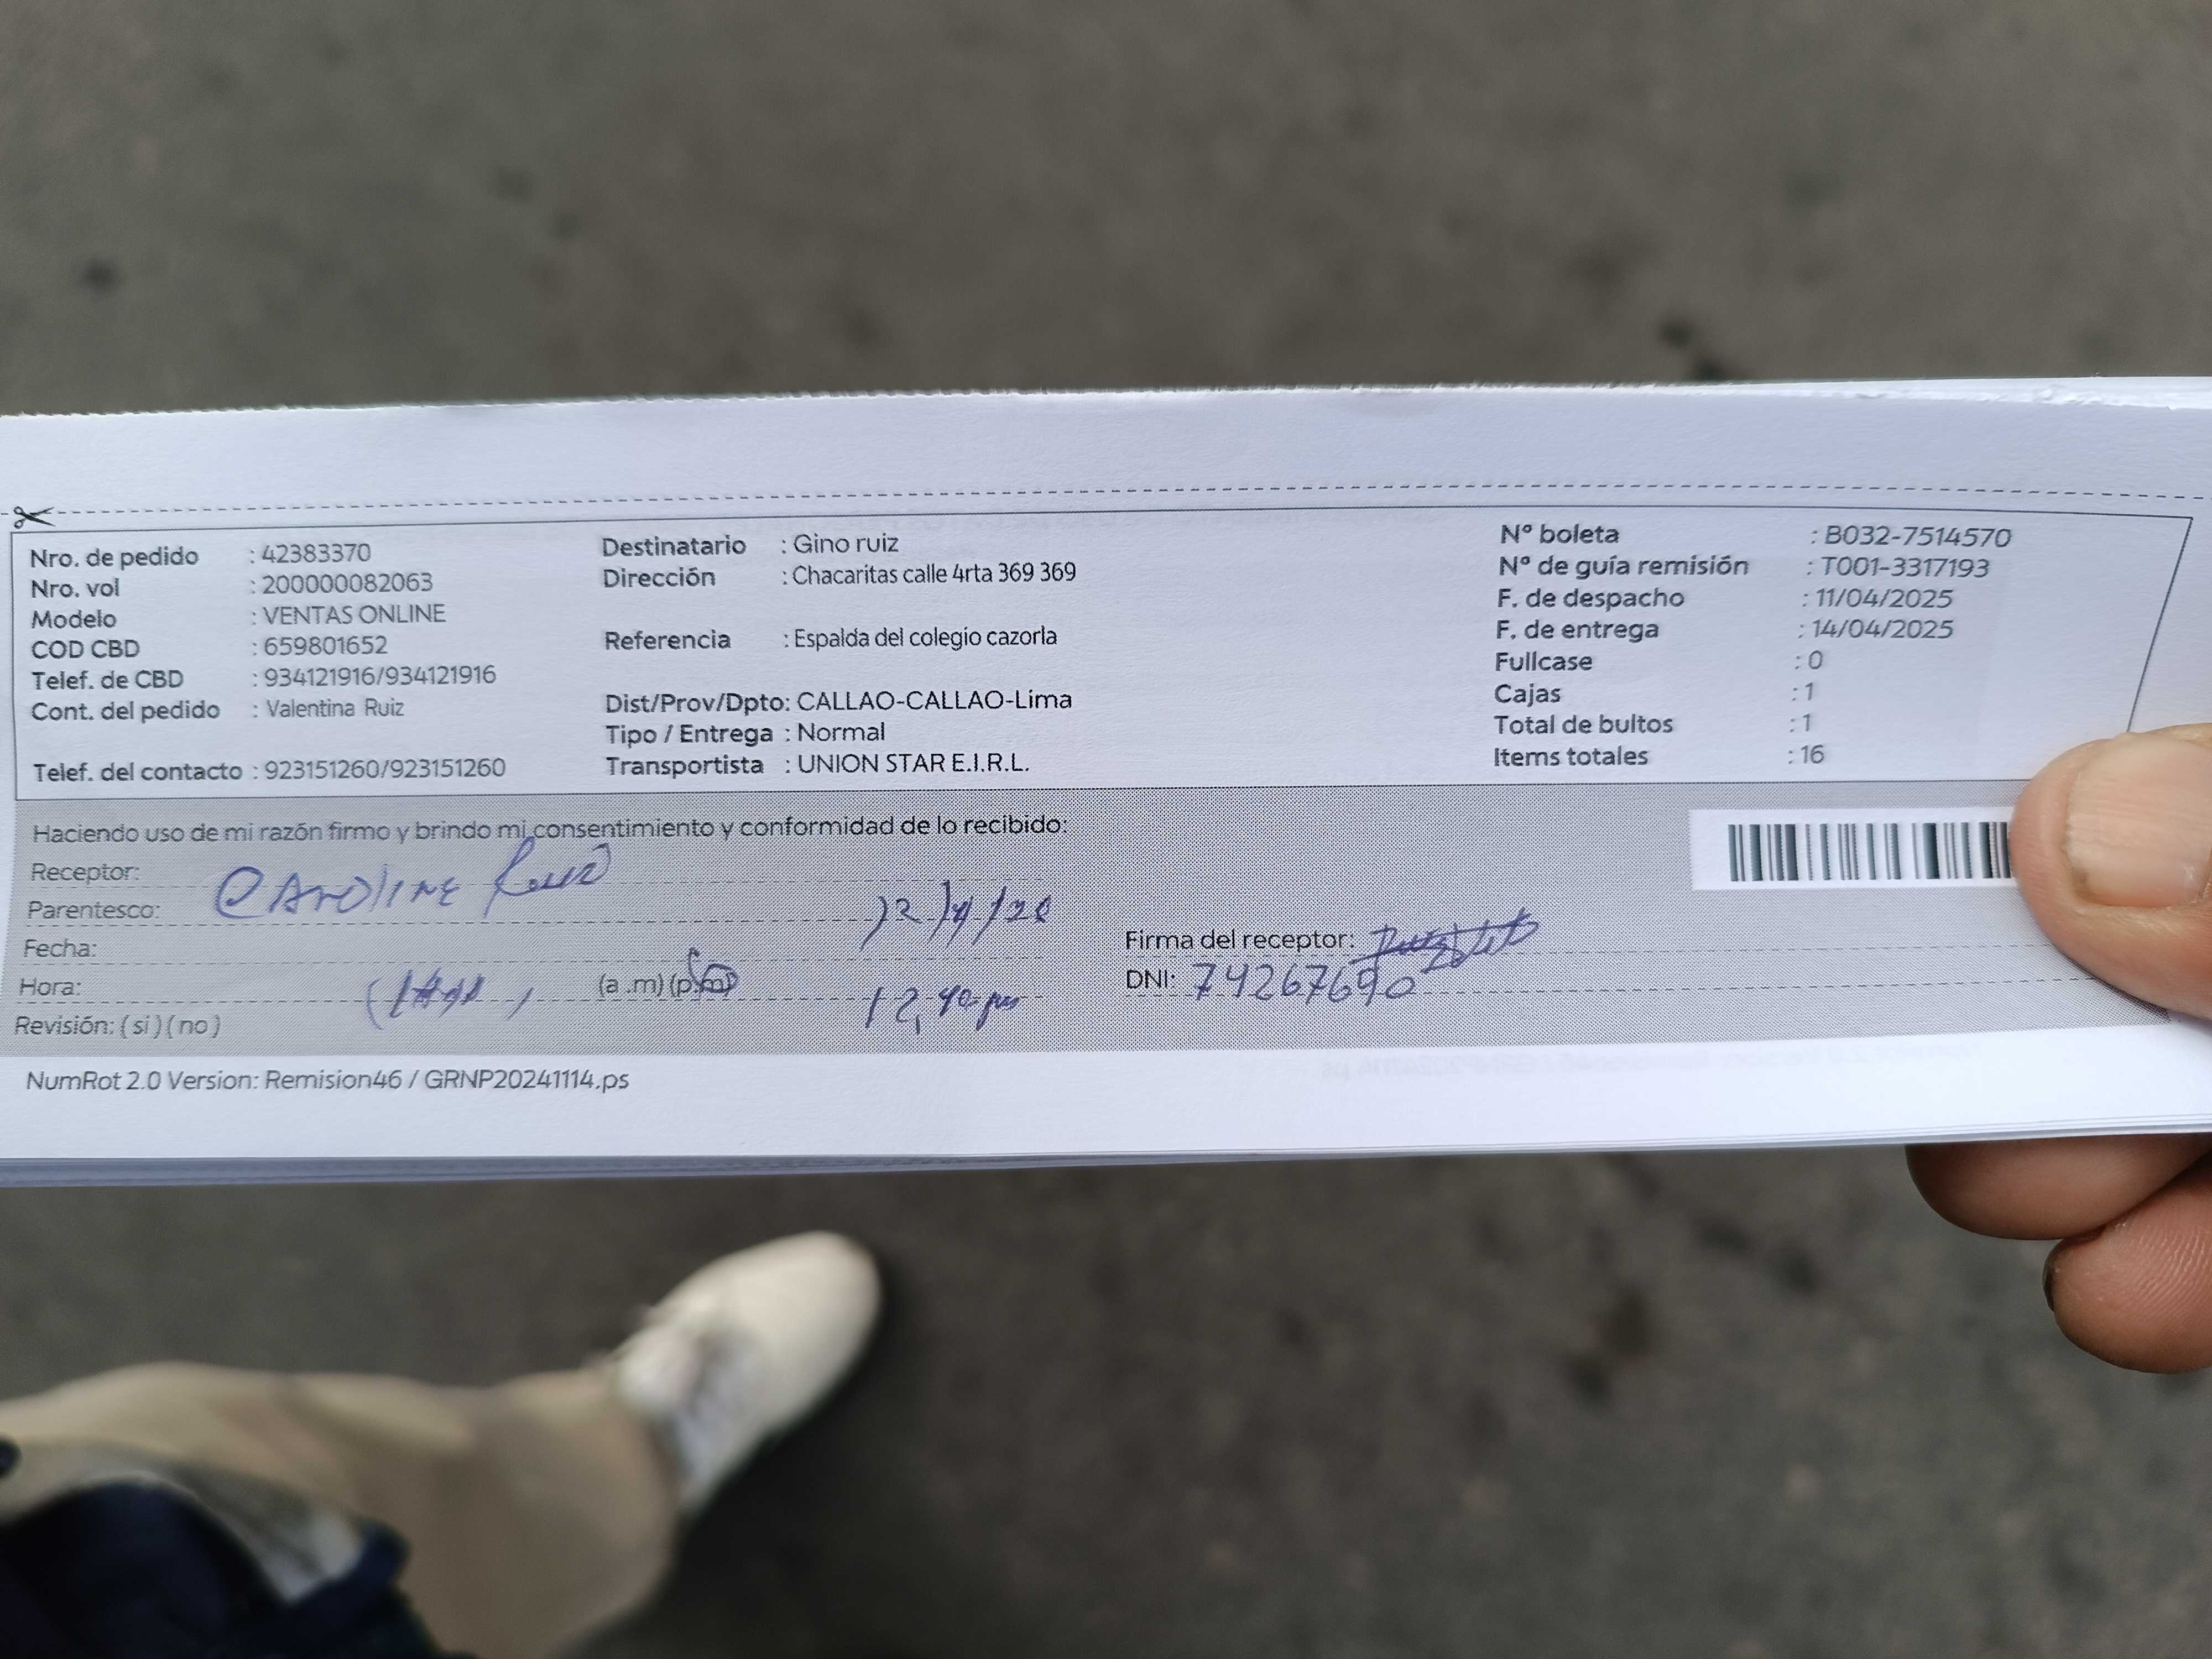 Nro. de pedido : 42383370
Nro. vol : 200000082063
Modelo : VENTAS ONLINE
COD CBD : 659801652
Telef. de CBD : 934121916/934121916
Cont. del pedido : Valentina Ruiz
Telef. del contacto : 923151260/923151260
Destinatario : Gino ruiz
Dirección : Chacaritas calle 4rta 369 369
Referencia : Espalda del colegio cazorla
Dist/Prov/Dpto: CALLAO-CALLAO-Lima
Tipo / Entrega : Normal
Transportista : UNION STAR E.I.R.L.
Nº boleta : B032-7514570
Nº de guía remisión : T001-3317193
F. de despacho : 11/04/2025
F. de entrega : 14/04/2025
Fullcase : 0
Cajas : 1
Total de bultos : 1
Items totales : 16
Haciendo uso de mi razón firmo y brindo mi consentimiento y conformidad de lo recibido:
Receptor: CAROLINE Ruiz
Parentesco:
Fecha:
Hora: (a .m) (p.m) 12,40 pm
Revisión: ( si ) ( no )
Firma del receptor:
DNI: 74267690
NumRot 2.0 Version: Remision46 / GRNP20241114.ps